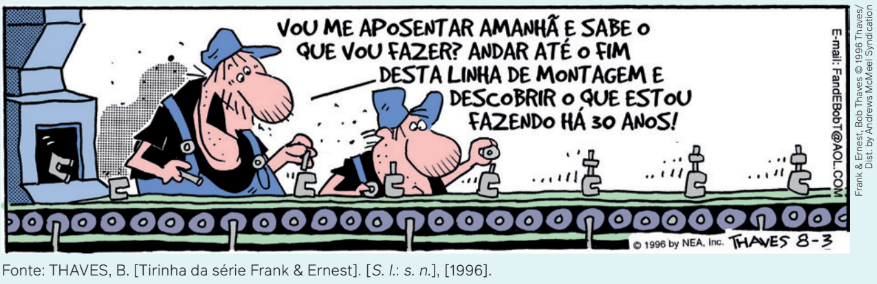 VOU ME APOSENTAR AMANHÃ E SABE O
QUE VOU FAZER? ANDAR ATÉ O FIM
DESTA LINHA DE MONTAGEM E
DESCOBRIR O QUE ESTOU
FAZENDO HÁ 30 ANOS!
E-mail: FandEBobT@AOL.COM
Frank & Ernest, Bob Thaves © 1996 Thaves/
Dist. by Andrews McMeel Syndication
© 1996 by NEA, Inc. THAVES 8-3
Fonte: THAVES, B. [Tirinha da série Frank & Ernest]. [S. l.: s. n.], [1996].